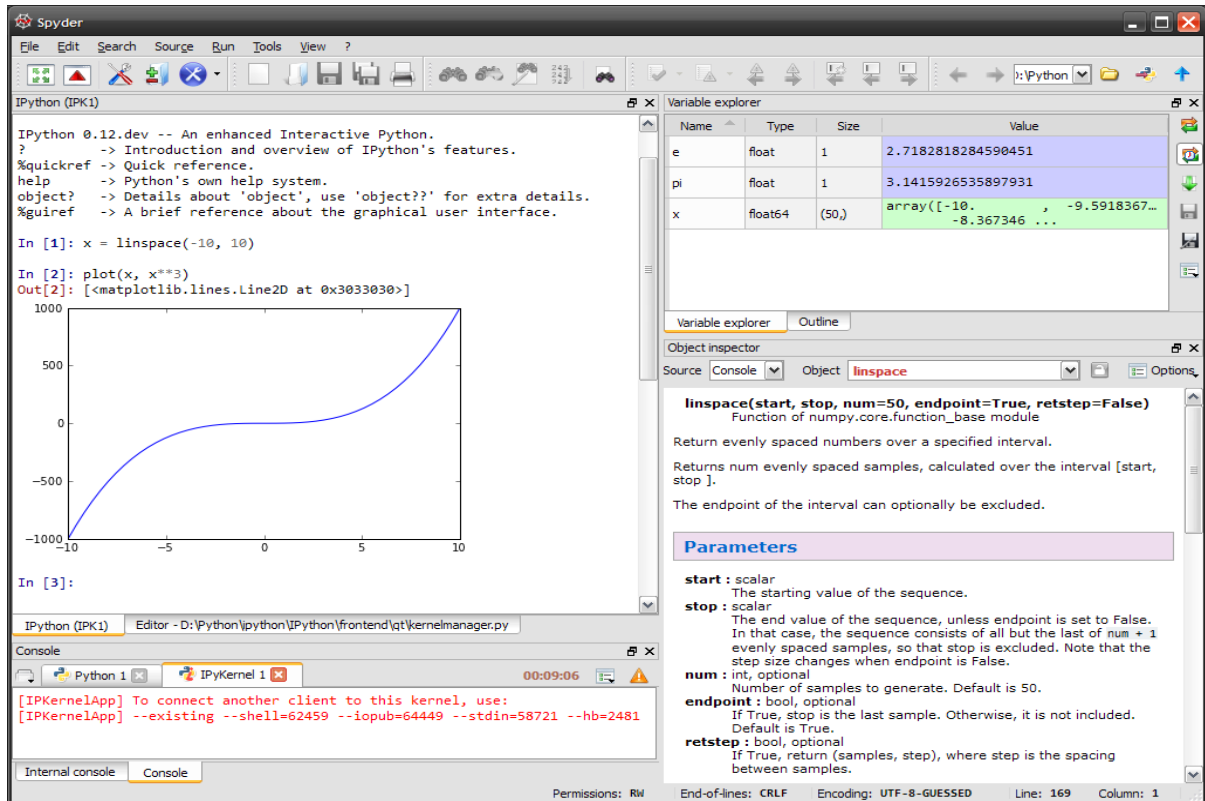 Spyder
File Edit Search Source Run Tools View ?
):\Python
IPython (IPK1)
IPython 0.12.dev -- An enhanced Interactive Python.
? -> Introduction and overview of IPython's features.
%quickref -> Quick reference.
help -> Python's own help system.
object? -> Details about 'object', use 'object??' for extra details.
%guiref -> A brief reference about the graphical user interface.
In [1]: x = linspace(-10, 10)
In [2]: plot(x, x**3)
Out[2]: [<matplotlib.lines.Line2D at 0x3033030>]
1000
500
0
−500
−1000
−10 −5 0 5 10
In [3]:
IPython (IPK1) Editor - D:\Python\ipython\IPython\frontend\qt\kernelmanager.py
Console
Python 1 IPyKernel 1 00:09:06
[IPKernelApp] To connect another client to this kernel, use:
[IPKernelApp] --existing --shell=62459 --iopub=64449 --stdin=58721 --hb=2481
Internal console Console
Variable explorer
Name Type Size Value
e float 1 2.7182818284590451
pi float 1 3.1415926535897931
x float64 (50,) array([-10. , -9.5918367...
-8.367346 ...
Variable explorer Outline
Object inspector
Source Console Object linspace Options
linspace(start, stop, num=50, endpoint=True, retstep=False)
Function of numpy.core.function_base module
Return evenly spaced numbers over a specified interval.
Returns num evenly spaced samples, calculated over the interval [start,
stop ].
The endpoint of the interval can optionally be excluded.
Parameters
start : scalar
The starting value of the sequence.
stop : scalar
The end value of the sequence, unless endpoint is set to False.
In that case, the sequence consists of all but the last of num + 1
evenly spaced samples, so that stop is excluded. Note that the
step size changes when endpoint is False.
num : int, optional
Number of samples to generate. Default is 50.
endpoint : bool, optional
If True, stop is the last sample. Otherwise, it is not included.
Default is True.
retstep : bool, optional
If True, return (samples, step), where step is the spacing
between samples.
Permissions: RW End-of-lines: CRLF Encoding: UTF-8-GUESSED Line: 169 Column: 1